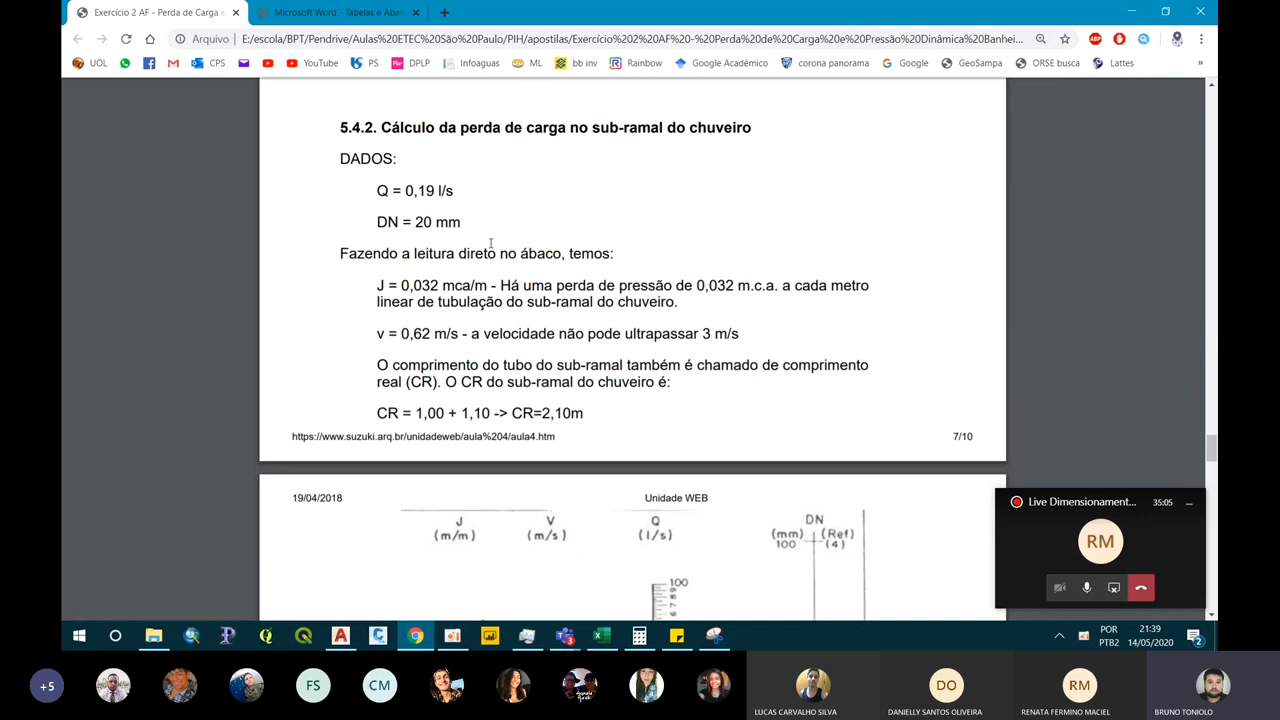 Exercício 2 AF - Perda de Carga e
Microsoft Word - Tabelas e Abac
Arquivo
E:/escola/BPT/Pendrive/Aulas%20ETEC%20São%20Paulo/PIH/apostilas/Exercício%202%20AF%20-%20Perda%20de%20Carga%20e%20Pressão%20Dinâmica%20Banhei...
UOL
CPS
YouTube
PS
DPLP
Infoaguas
ML
bb inv
Rainbow
Google Acadêmico
corona panorama
Google
GeoSampa
ORSE busca
Lattes
»
5.4.2. Cálculo da perda de carga no sub-ramal do chuveiro
DADOS:
Q = 0,19 l/s
DN = 20 mm
Fazendo a leitura direto no ábaco, temos:
J = 0,032 mca/m - Há uma perda de pressão de 0,032 m.c.a. a cada metro
linear de tubulação do sub-ramal do chuveiro.
v = 0,62 m/s - a velocidade não pode ultrapassar 3 m/s
O comprimento do tubo do sub-ramal também é chamado de comprimento
real (CR). O CR do sub-ramal do chuveiro é:
CR = 1,00 + 1,10 -> CR=2,10m
https://www.suzuki.arq.br/unidadeweb/aula%204/aula4.htm
7/10
19/04/2018
Unidade WEB
J
(m/m)
V
(m/s)
Q
(l/s)
DN
(mm) (Ref)
100 (4)
100
9
8
7
6
Live Dimensionament...
35:05
RM
POR
PTB2
21:39
14/05/2020
2
+5
FS
CM
DO
RM
LUCAS CARVALHO SILVA
DANIELLY SANTOS OLIVEIRA
RENATA FERMINO MACIEL
BRUNO TONIOLO